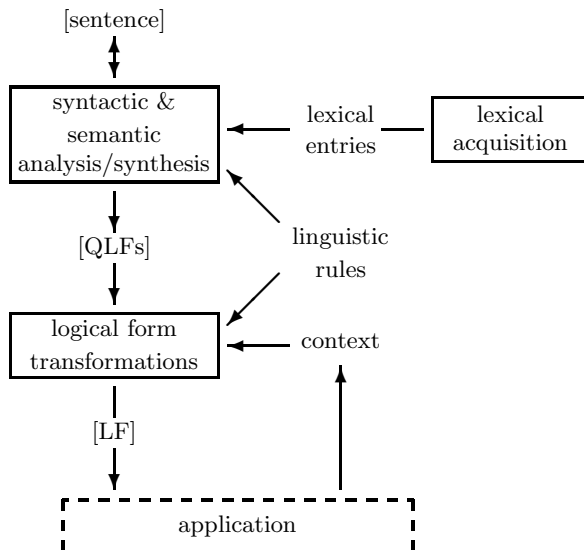 [sentence]
syntactic &
semantic
analysis/synthesis
lexical
entries
lexical
acquisition
[QLFs]
linguistic
rules
logical form
transformations
context
[LF]
application